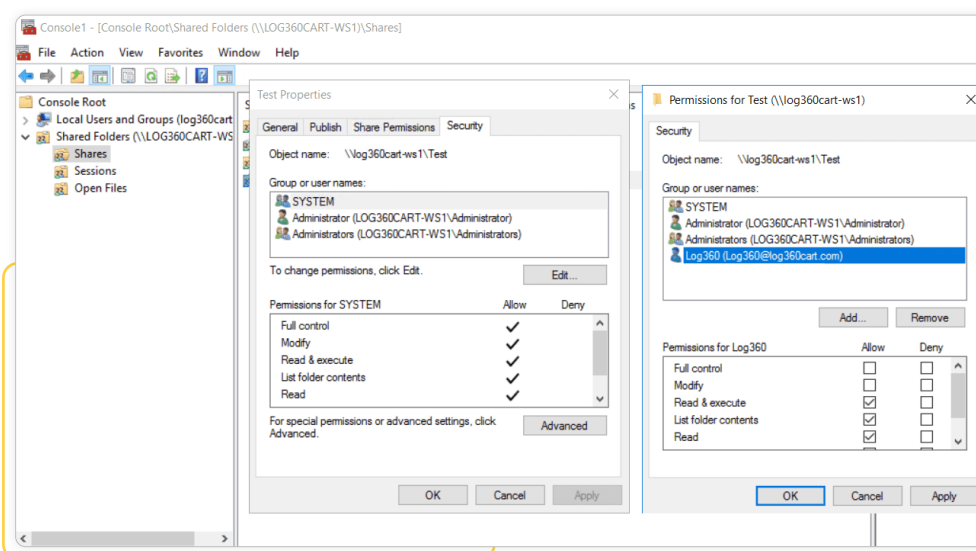 Console1 - [Console Root\Shared Folders (\\LOG360CART-WS1)\Shares]
File Action View Favorites Window Help
Console Root
Local Users and Groups (log360cart
Shared Folders (\\LOG360CART-WS
Shares
Sessions
Open Files
Test Properties
General Publish Share Permissions Security
Object name: \\log360cart-ws1\Test
Group or user names:
SYSTEM
Administrator (LOG360CART-WS1\Administrator)
Administrators (LOG360CART-WS1\Administrators)
To change permissions, click Edit.
Edit...
Permissions for SYSTEM Allow Deny
Full control
Modify
Read & execute
List folder contents
Read
For special permissions or advanced settings, click
Advanced.
Advanced
OK Cancel Apply
Permissions for Test (\\log360cart-ws1)
Security
Object name: \\log360cart-ws1\Test
Group or user names:
SYSTEM
Administrator (LOG360CART-WS1\Administrator)
Administrators (LOG360CART-WS1\Administrators)
Log360 (Log360@log360cart.com)
Add... Remove
Permissions for Log360 Allow Deny
Full control
Modify
Read & execute
List folder contents
Read
OK Cancel Apply